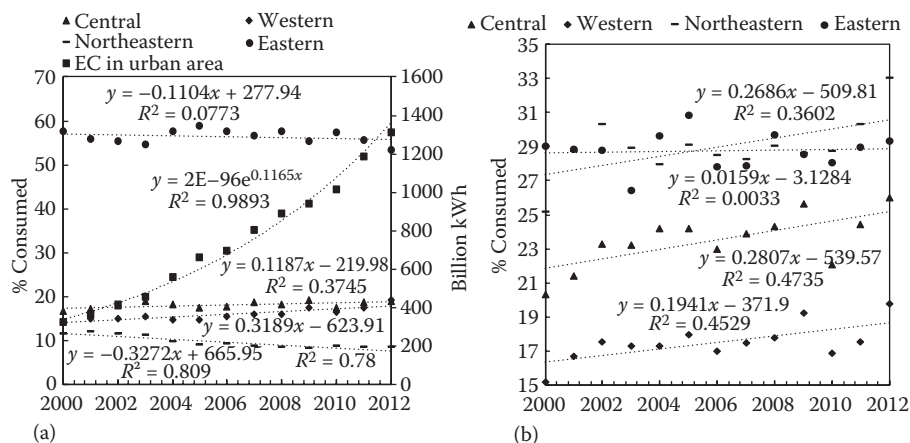 Central Western
Northeastern Eastern
EC in urban area
70
60
50
40
30
20
10
0
% Consumed
y = −0.1104x + 277.94
R² = 0.0773
y = 2E−96e^0.1165x
R² = 0.9893
y = 0.1187x − 219.98
R² = 0.3745
y = 0.3189x − 623.91
R² = 0.78
y = −0.3272x + 665.95
R² = 0.809
1600
1400
1200
1000
800
600
400
200
0
Billion kWh
2000 2002 2004 2006 2008 2010 2012
(a)
Central Western Northeastern Eastern
35
33
31
29
27
25
23
21
19
17
15
% Consumed
y = 0.2686x − 509.81
R² = 0.3602
y = 0.0159x − 3.1284
R² = 0.0033
y = 0.2807x − 539.57
R² = 0.4735
y = 0.1941x − 371.9
R² = 0.4529
2000 2002 2004 2006 2008 2010 2012
(b)